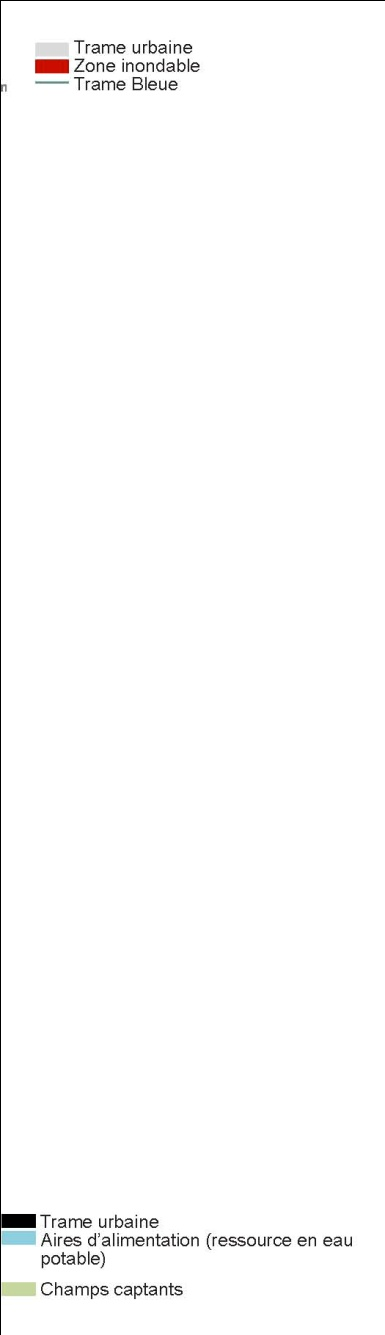 Trame urbaine
Zone inondable
Trame Bleue
Trame urbaine
Aires d'alimentation (ressource en eau
potable)
Champs captants